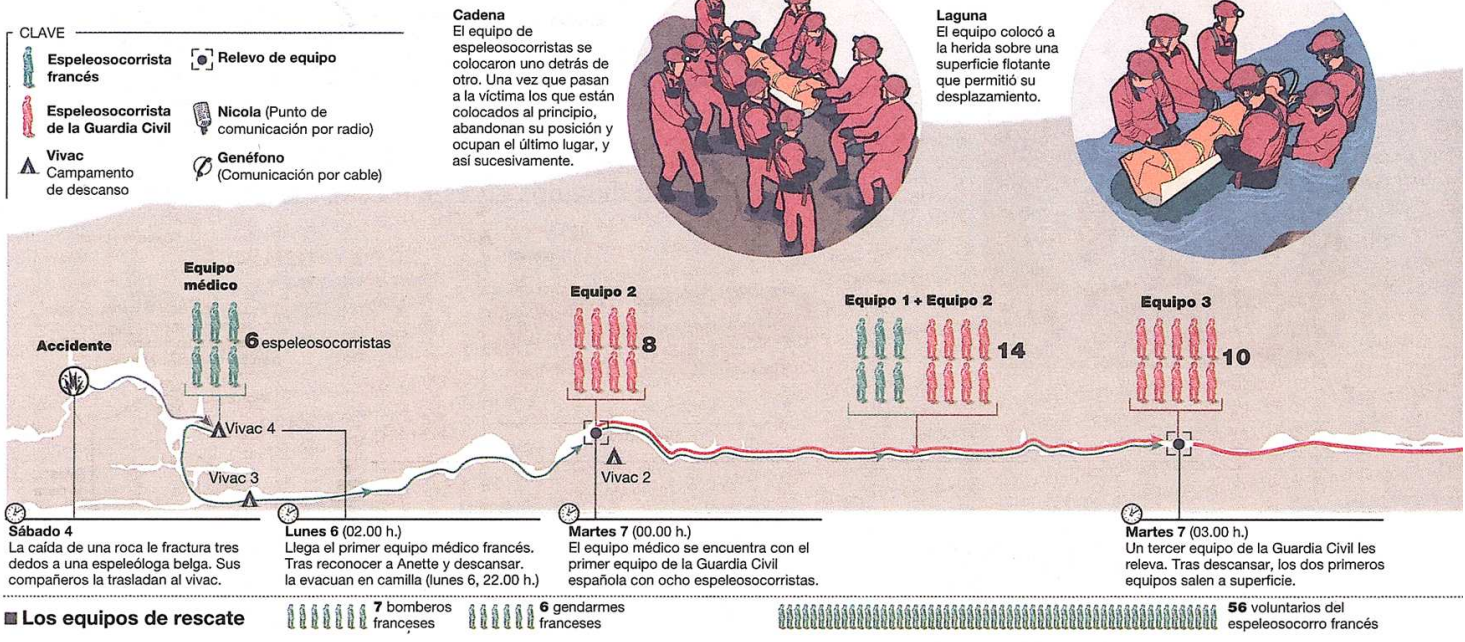 CLAVE
Espeleosocorrista
francés
Relevo de equipo
Espeleosocorrista
de la Guardia Civil
Nicola (Punto de
comunicación por radio)
Vivac
Campamento
de descanso
Genéfono
(Comunicación por cable)
Cadena
El equipo de
espeleosocorristas se
colocaron uno detrás de
otro. Una vez que pasan
a la víctima los que están
colocados al principio,
abandonan su posición y
ocupan el último lugar, y
así sucesivamente.
Laguna
El equipo colocó a
la herida sobre una
superficie flotante
que permitió su
desplazamiento.
Accidente
Equipo
médico
6 espeleosocorristas
Equipo 2
8
Equipo 1 + Equipo 2
14
Equipo 3
10
Vivac 4
Vivac 3
Vivac 2
Sábado 4
La caída de una roca le fractura tres
dedos a una espeleóloga belga. Sus
compañeros la trasladan al vivac.
Lunes 6 (02.00 h.)
Llega el primer equipo médico francés.
Tras reconocer a Anette y descansar.
la evacuan en camilla (lunes 6, 22.00 h.)
Martes 7 (00.00 h.)
El equipo médico se encuentra con el
primer equipo de la Guardia Civil
española con ocho espeleosocorristas.
Martes 7 (03.00 h.)
Un tercer equipo de la Guardia Civil les
releva. Tras descansar, los dos primeros
equipos salen a superficie.
Los equipos de rescate
7 bomberos
franceses
6 gendarmes
franceses
56 voluntarios del
espeleosocorro francés